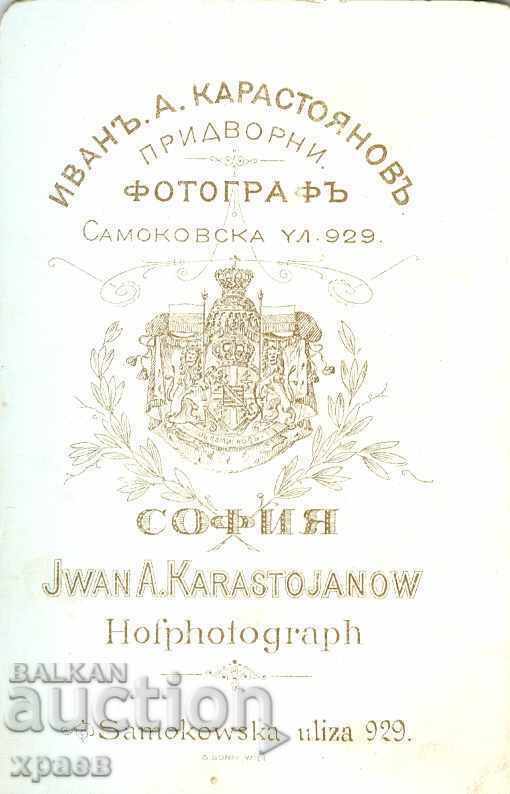 ИВАНЪ. А. КАРАСТОЯНОВЪ
ПРИДВОРНИ.
ФОТОГРАФЪ
САМОКОВСКА УЛ. 929.
СОФИЯ
JWAN A. KARASTOJANOW
Hofphotograph
BALKAN
auction
Samokowska uliza 929.
храев